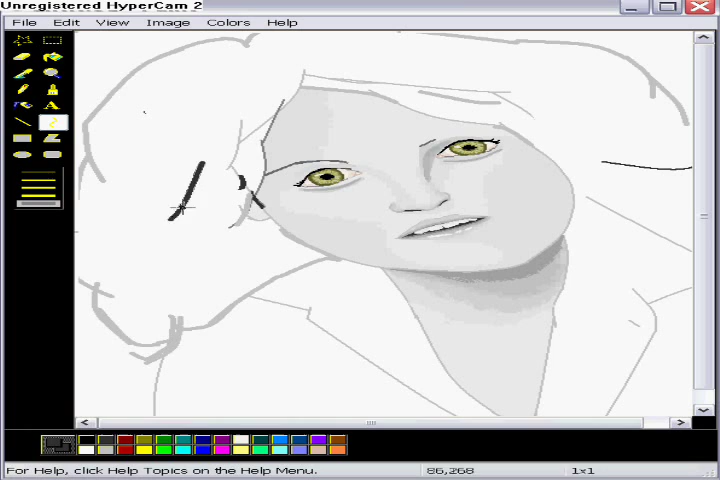 Unregistered HyperCam 2
File Edit View Image Colors Help
A
For Help, click Help Topics on the Help Menu. 86,268 1x1